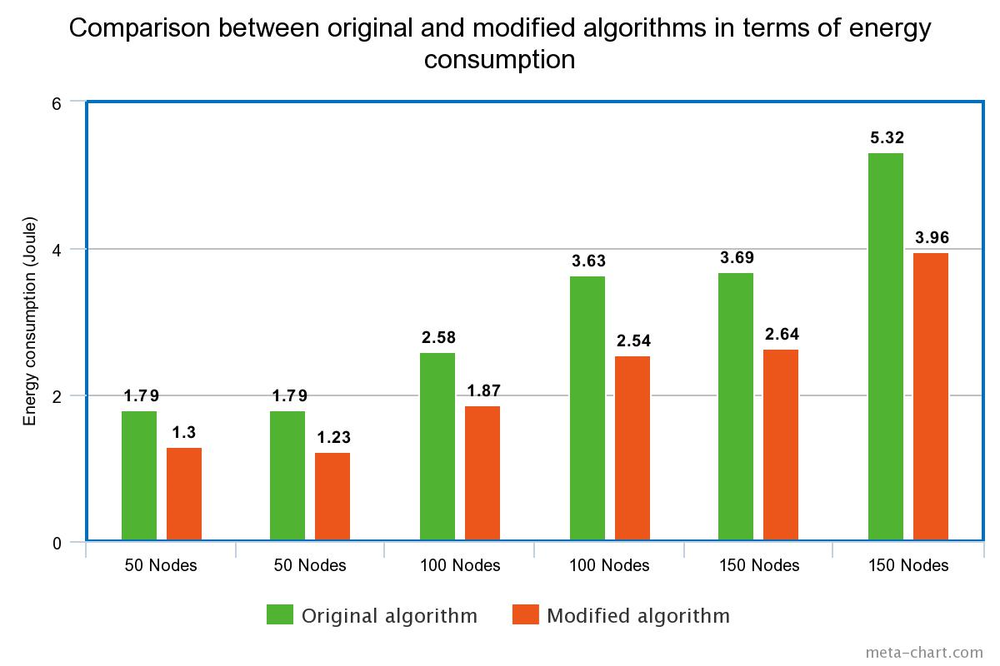 Comparison between original and modified algorithms in terms of energy
consumption
Energy consumption (Joule)
6
4
2
0
1.79
1.3
1.79
1.23
2.58
1.87
3.63
2.54
3.69
2.64
5.32
3.96
50 Nodes
50 Nodes
100 Nodes
100 Nodes
150 Nodes
150 Nodes
Original algorithm
Modified algorithm
meta-chart.com